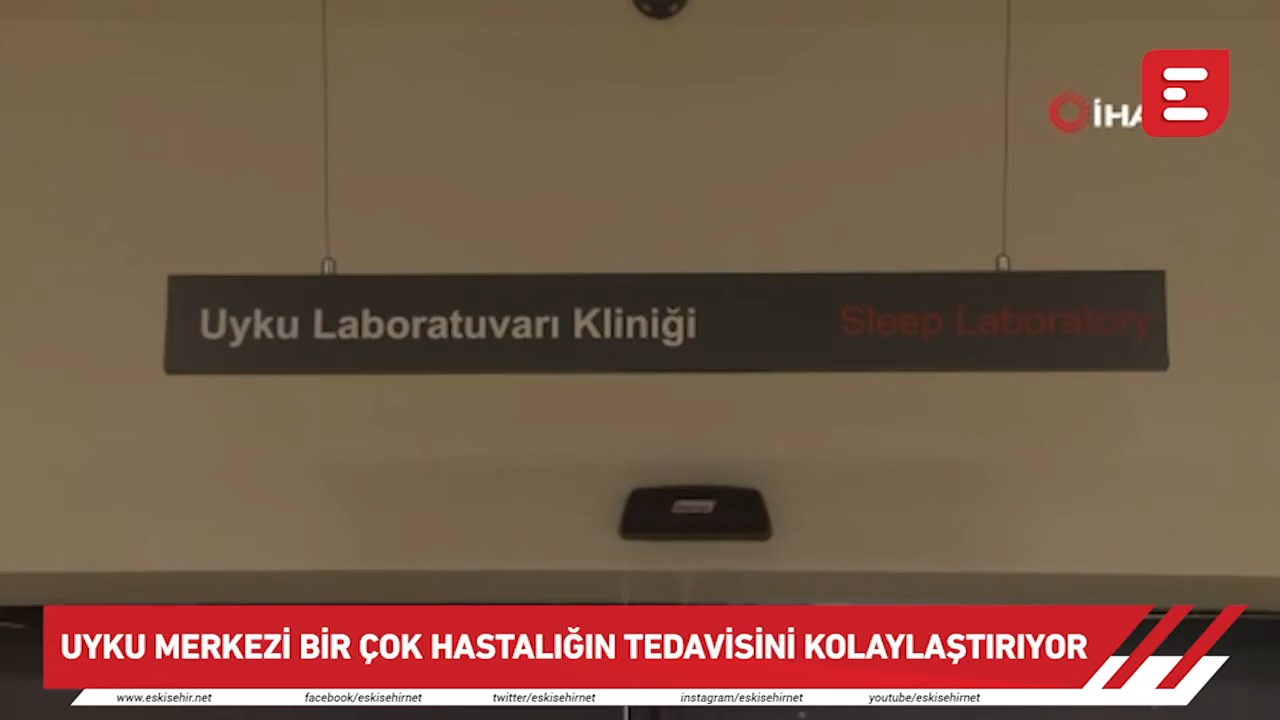 İHA
E
Uyku Laboratuvarı Kliniği Sleep Laboratory
UYKU MERKEZİ BİR ÇOK HASTALIĞIN TEDAVİSİNİ KOLAYLAŞTIRIYOR
www.eskisehir.net facebook/eskisehirnet twitter/eskisehirnet instagram/eskisehirnet youtube/eskisehirnet